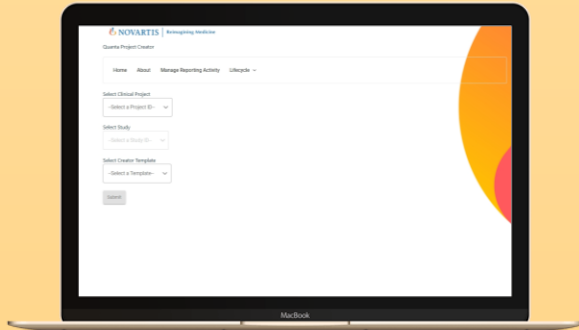 NOVARTIS | Reimagining Medicine
Quanta Project Creator
Home About Manage Reporting Activity Lifecycle
Select Clinical Project
-Select a Project ID-
Select Study
-Select a Study ID-
Select Creator Template
-Select a Template-
Submit
MacBook